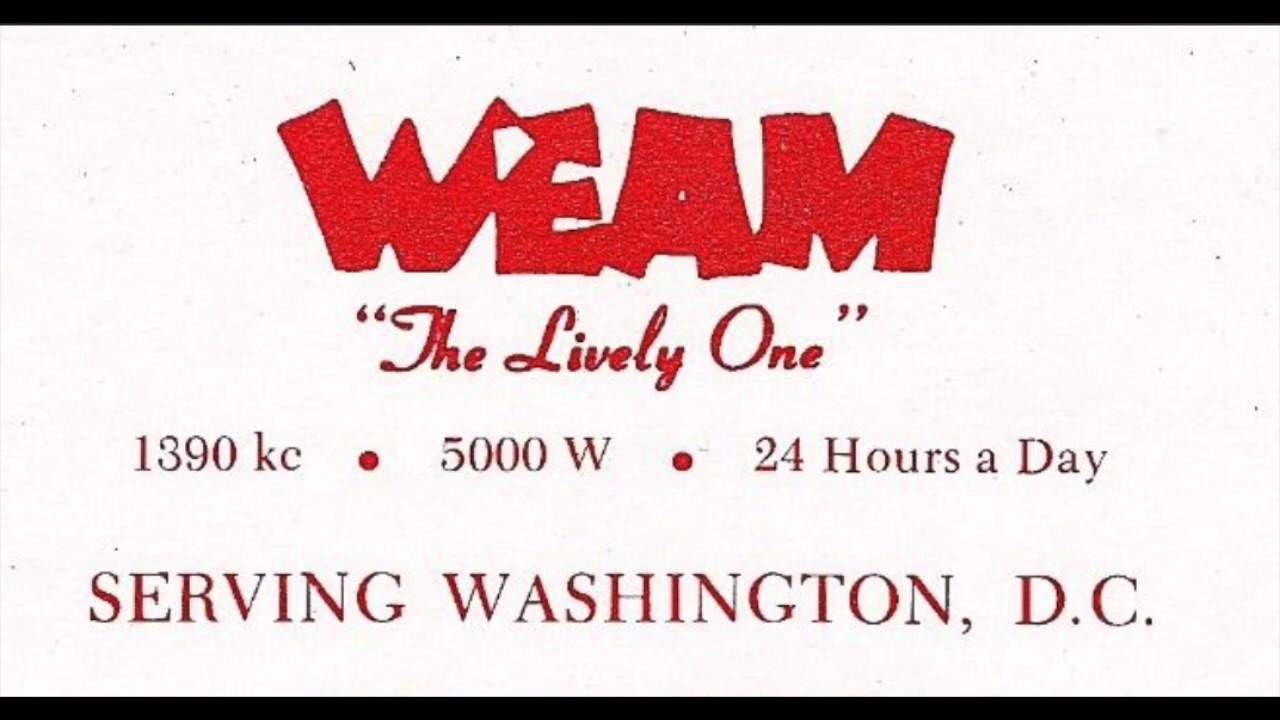 WEAM
“The Lively One”
1390 kc • 5000 W • 24 Hours a Day
SERVING WASHINGTON, D.C.